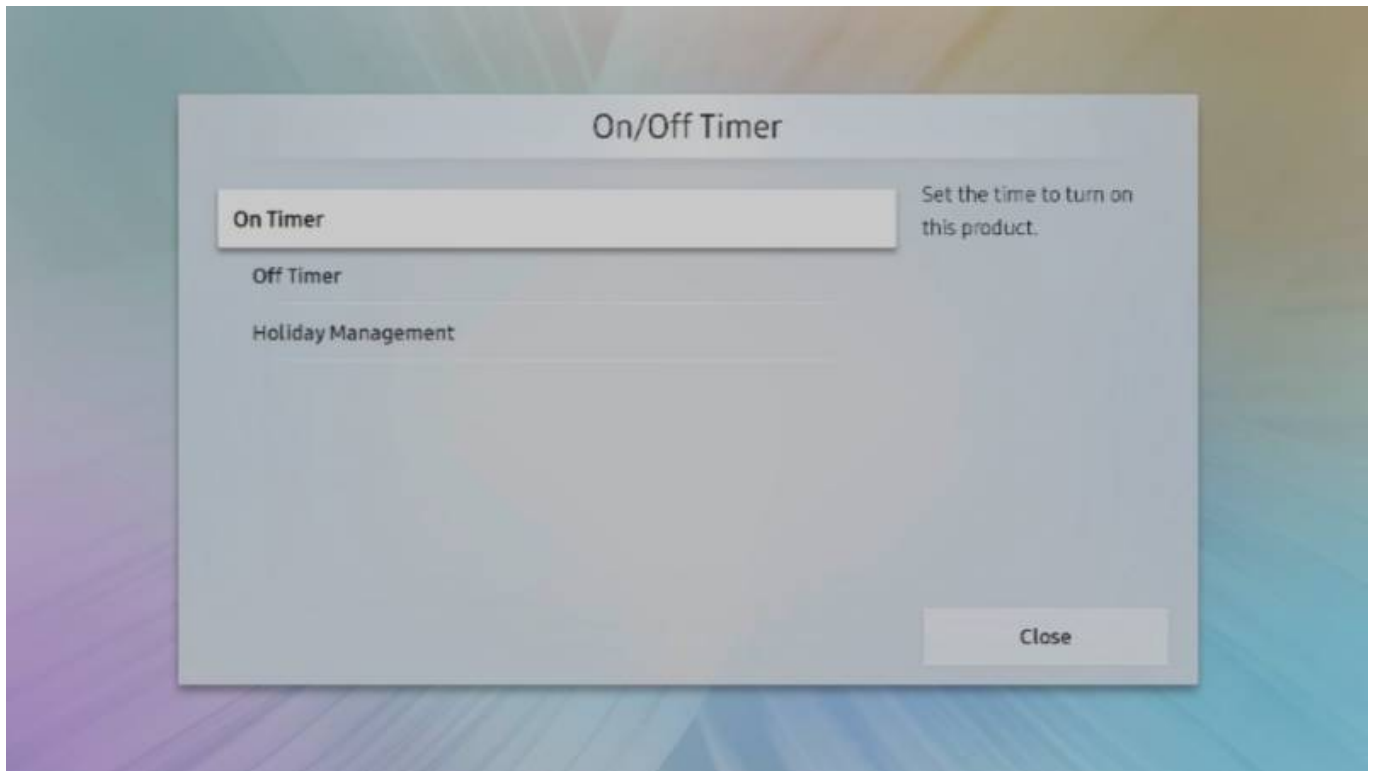 On/Off Timer
On Timer
Set the time to turn on
this product.
Off Timer
Holiday Management
Close